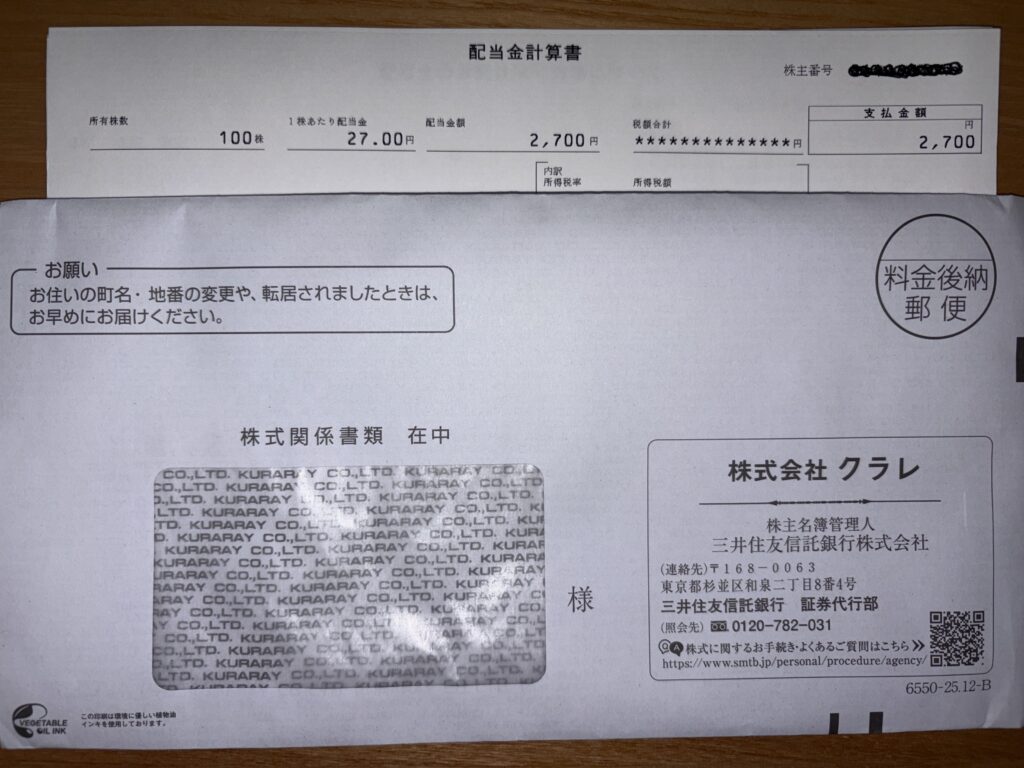 配当金計算書
株主番号
所有株数
100株
1株あたり配当金
27.00円
配当金額
2,700円
税額合計
*************円
支払金額
円
2,700
内訳
所得税率
所得税額
お願い
お住いの町名・地番の変更や、転居されましたときは、
お早めにお届けください。
料金後納
郵便
株式関係書類 在中
CO.,LTD. KURARAY CO.,LTD. KURARAY CO.,LTD.
様
株式会社 クラレ
株主名簿管理人
三井住友信託銀行株式会社
(連絡先)〒168-0063
東京都杉並区和泉二丁目8番4号
三井住友信託銀行 証券代行部
(照会先) 0120-782-031
QA 株式に関するお手続き・よくあるご質問はこちら
https://www.smtb.jp/personal/procedure/agency/
6550-25.12-B
VEGETABLE
OIL INK
この印刷は環境に優しい植物油
インキを使用しております。